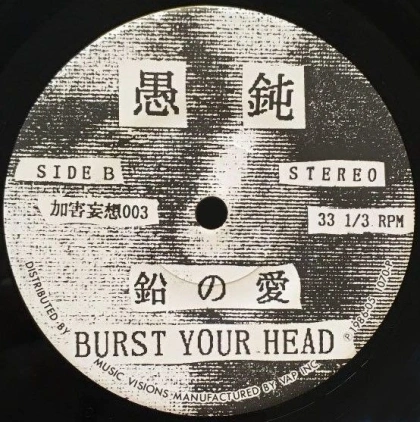 愚鈍
SIDE B
STEREO
加害妄想003
33 1/3 RPM
鉛の愛
BURST YOUR HEAD
DISTRIBUTED BY MUSIC VISIONS·MANUFACTURED BY VAP INC.